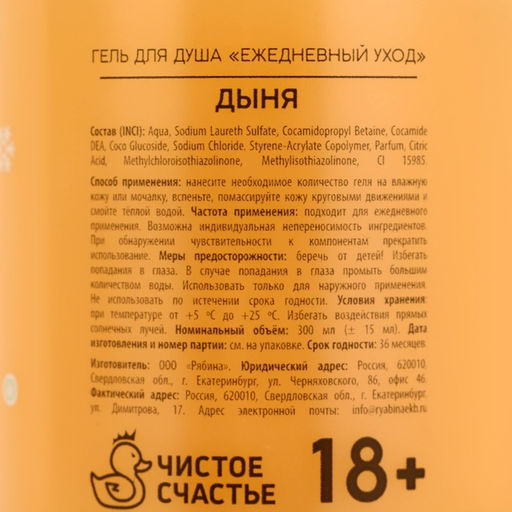 ГЕЛЬ ДЛЯ ДУША «ЕЖЕДНЕВНЫЙ УХОД»
ДЫНЯ
Состав (INCI): Aqua, Sodium Laureth Sulfate, Cocamidopropyl Betaine, Cocamide
DEA, Coco Glucoside, Sodium Chloride. Styrene-Acrylate Copolymer, Parfum, Citric
Acid, Methylchloroisothiazolinone, Methylisothiazolinone, CI 15985.
Способ применения: нанесите необходимое количество геля на влажную
кожу или мочалку, вспеньте, помассируйте кожу круговыми движениями и
смойте тёплой водой. Частота применения: подходит для ежедневного
применения. Возможна индивидуальная непереносимость ингредиентов.
При обнаружении чувствительности к компонентам прекратить
использование. Меры предосторожности: беречь от детей! Избегать
попадания в глаза. В случае попадания в глаза промыть большим
количеством воды. Использовать только для наружного применения.
Не использовать по истечении срока годности. Условия хранения:
при температуре от +5 °С до +25 °С. Избегать воздействия прямых
солнечных лучей. Номинальный объём: 300 мл (± 15 мл). Дата
изготовления и номер партии: см. на упаковке. Срок годности: 36 месяцев.
Изготовитель: ООО «Рябина». Юридический адрес: Россия, 620010,
Свердловская обл., г. Екатеринбург, ул. Черняховского, 86, офис 46.
Фактический адрес: Россия, 620010, Свердловская обл., г. Екатеринбург,
ул. Димитрова, 17. Адрес электронной почты: info@ryabinaekb.ru
ЧИСТОЕ
СЧАСТЬЕ
18+